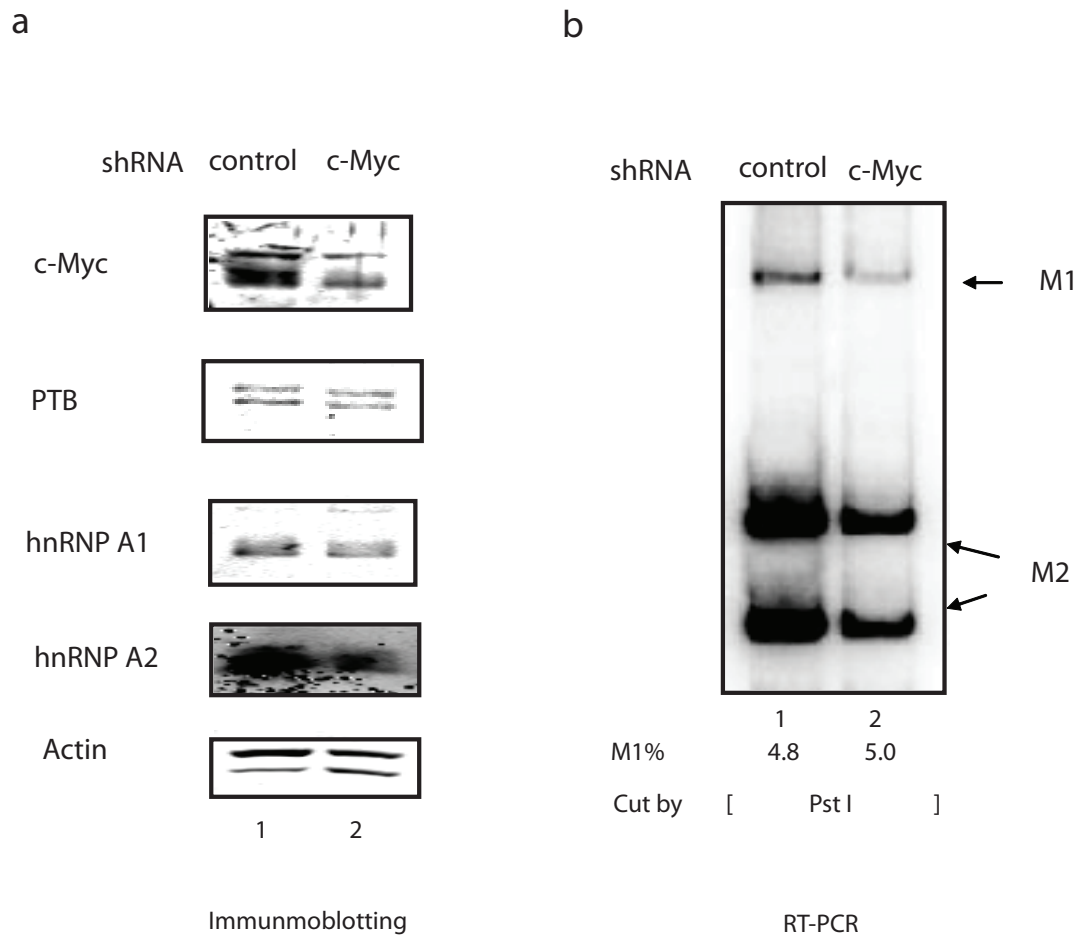 a
shRNA control c-Myc
c-Myc
PTB
hnRNP A1
hnRNP A2
Actin
1 2
Immunmoblotting
b
shRNA control c-Myc
M1
M2
1 2
M1% 4.8 5.0
Cut by [ Pst I ]
RT-PCR